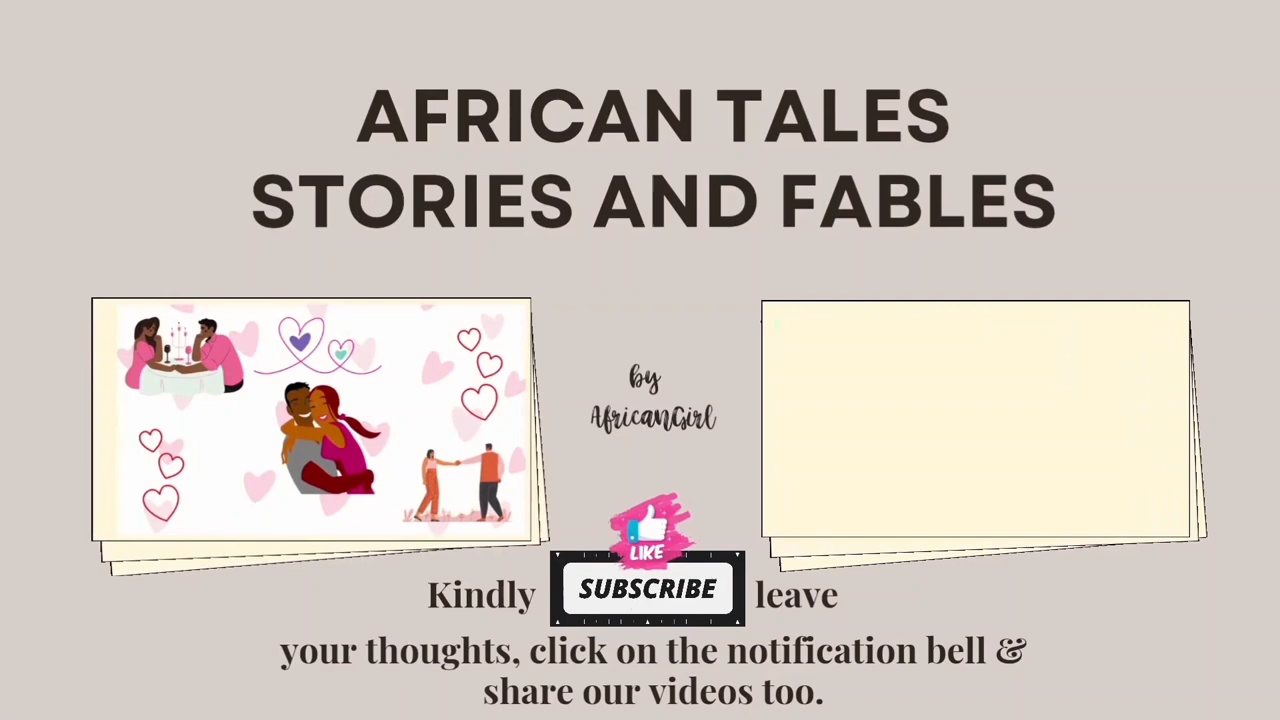 AFRICAN TALES
STORIES AND FABLES
by
AfricanGirl
LIKE
Kindly SUBSCRIBE leave
your thoughts, click on the notification bell &
share our videos too.